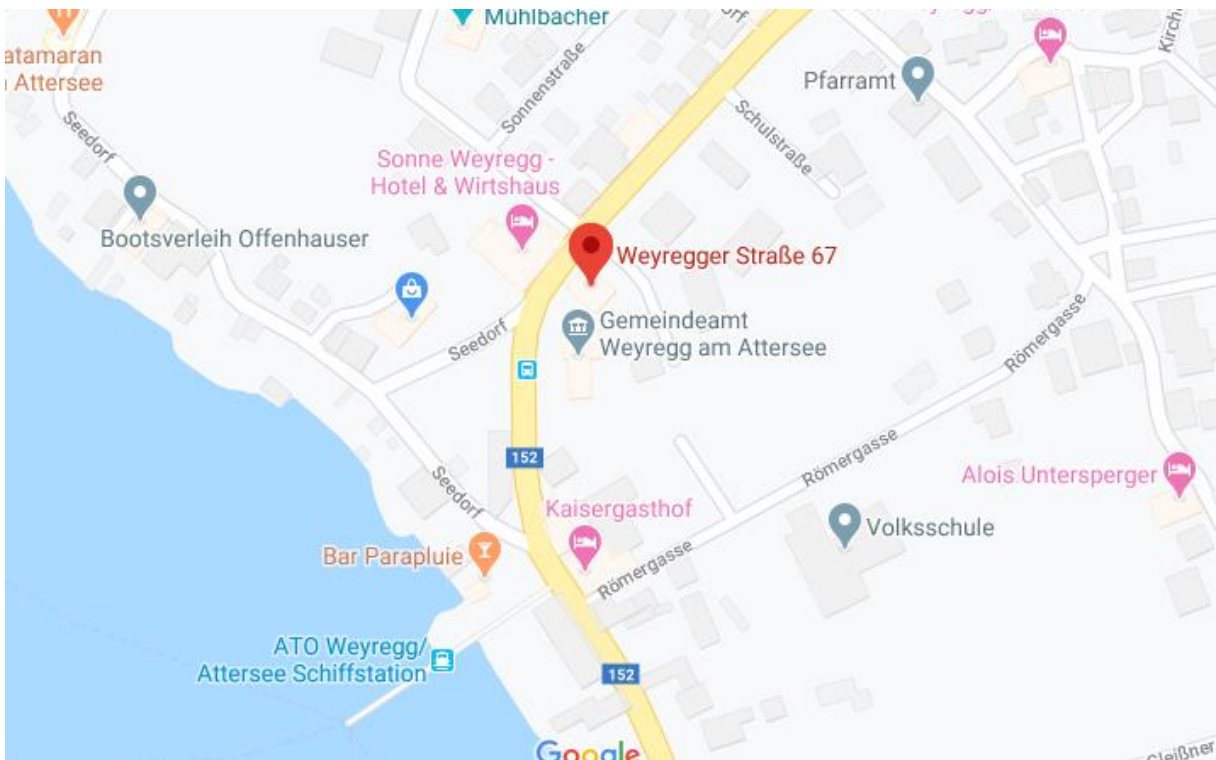 Mühlbacher
atamaran
Attersee
Seedorf
Sonnenstraße
Pfarramt
Schulstraße
Sonne Weyregg -
Hotel & Wirtshaus
Bootsverleih Offenhauser
Weyregger Straße 67
Gemeindeamt
Weyregg am Attersee
Seedorf
Römergasse
152
Seedorf
Römergasse
Alois Untersperger
Kaisergasthof
Volksschule
Bar Parapluie
Römergasse
ATO Weyregg/
Attersee Schiffstation
152
Google